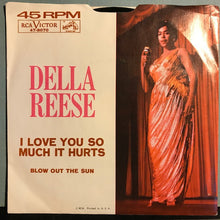 45 RPM
RCA VICTOR
47-8070
DELLA
REESE
I LOVE YOU SO
MUCH IT HURTS
BLOW OUT THE SUN